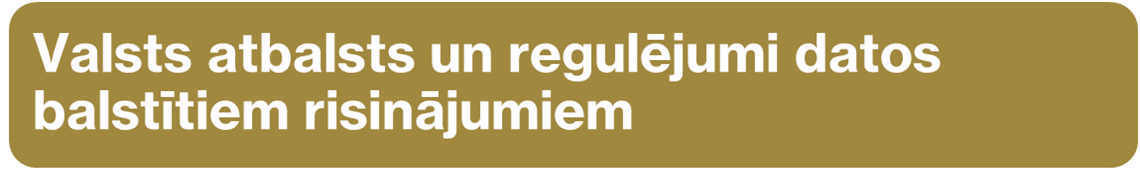 Valsts atbalsts un regulējumi datos
balstītiem risinājumiem